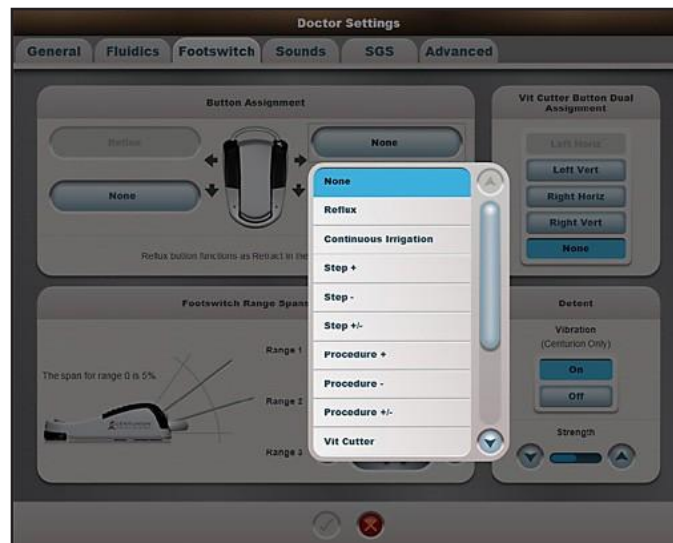 Doctor Settings
General Fluidics Footswitch Sounds SGS Advanced
Button Assignment
Reflux
None
None
Reflux button functions as Retract in the
None
Reflux
Continuous Irrigation
Step +
Step -
Step +/-
Procedure +
Procedure -
Procedure +/-
Vit Cutter
Vit Cutter Button Dual
Assignment
Left Horiz
Left Vert
Right Horiz
Right Vert
None
Footswitch Range Spans
The span for range 0 is 5%
Range 1
Range 2
Range 3
Detent
Vibration
(Centurion Only)
On
Off
Strength